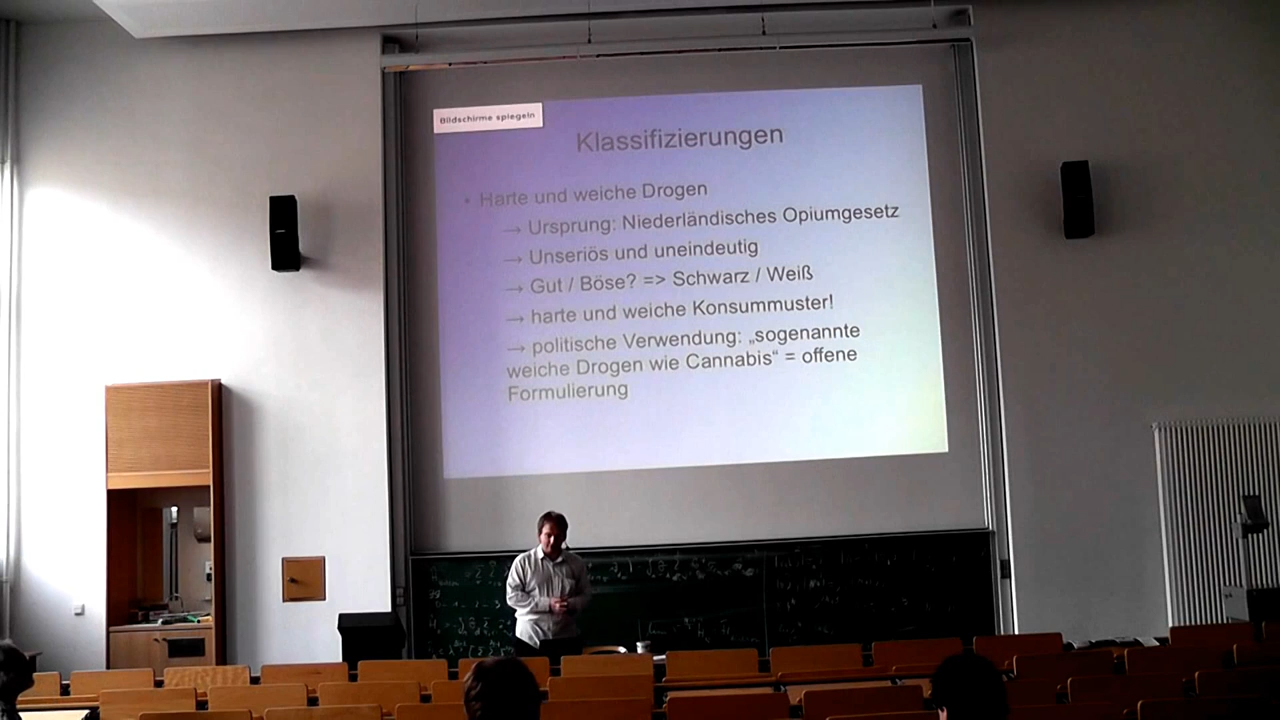 Bildschirme spiegeln
Klassifizierungen
• Harte und weiche Drogen
→ Ursprung: Niederländisches Opiumgesetz
→ Unseriös und uneindeutig
→ Gut / Böse? => Schwarz / Weiß
→ harte und weiche Konsummuster!
→ politische Verwendung: „sogenannte
weiche Drogen wie Cannabis“ = offene
Formulierung